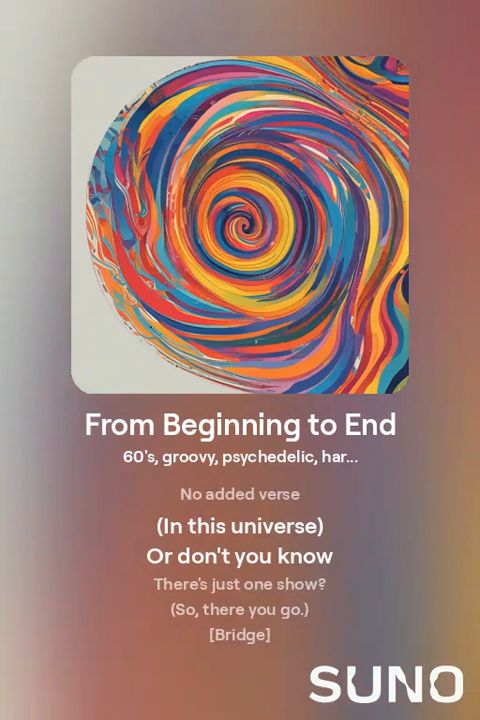 From Beginning to End
60's, groovy, psychedelic, har...
No added verse
(In this universe)
Or don't you know
There's just one show?
(So, there you go.)
[Bridge]
SUNO